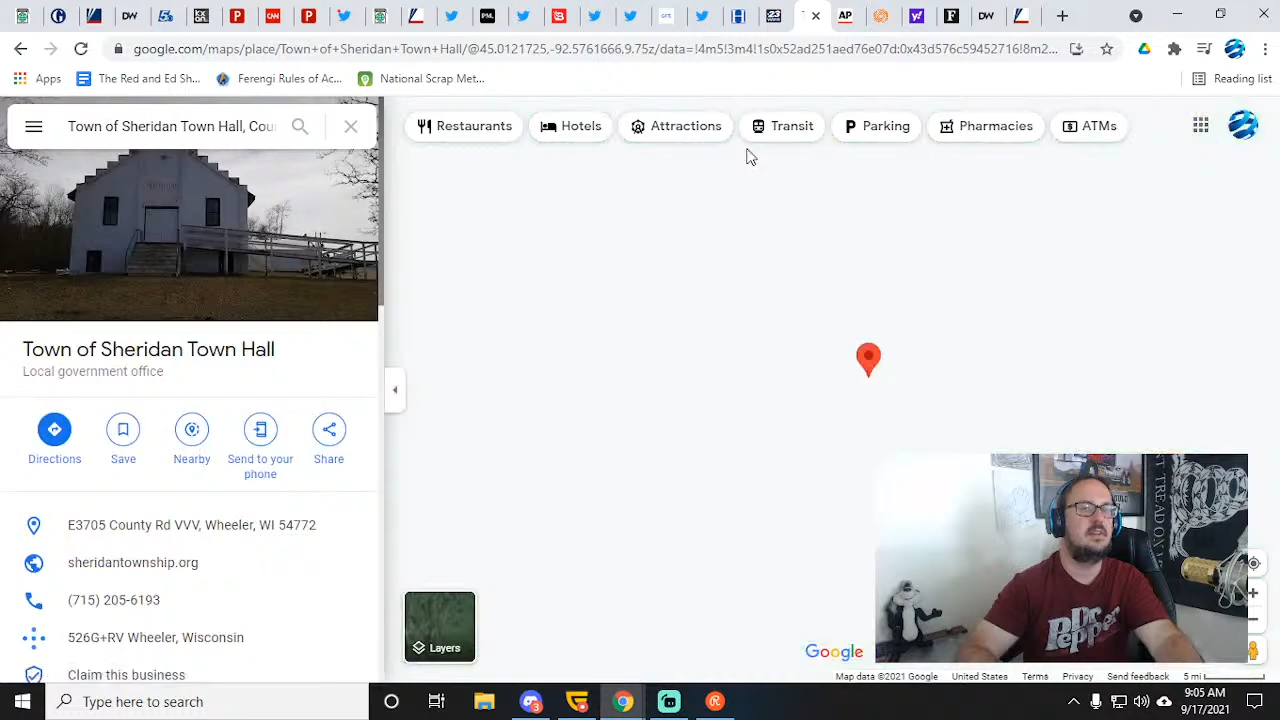 google.com/maps/place/Town+of+Sheridan+Town+Hall/@45.0121725,-92.5761666,9.75z/data=!4m5!3m4!1s0x52ad251aed76e07d:0x43d576c59452716!8m2...
Apps The Red and Ed Sh... Ferengi Rules of Ac... National Scrap Met... Reading list
Town of Sheridan Town Hall, Cou
Restaurants Hotels Attractions Transit Parking Pharmacies ATMs
Town of Sheridan Town Hall
Local government office
Directions Save Nearby Send to your phone Share
E3705 County Rd VVV, Wheeler, WI 54772
sheridantownship.org
(715) 205-6193
526G+RV Wheeler, Wisconsin
Claim this business
Layers
Google
Map data ©2021 Google United States Terms Privacy Send feedback 5 mi
T TREAD ON
Dr Pepper
Type here to search
9:05 AM
9/17/2021